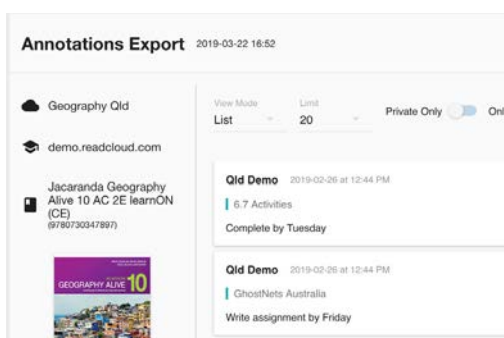 Annotations Export 2019-03-22 16:52
Geography Qld
demo.readcloud.com
Jacaranda Geography
Alive 10 AC 2E learnON
(CE)
(9780730347897)
GEOGRAPHY ALIVE 10
View Mode
List
Limit
20
Private Only
Onl
Qld Demo 2019-02-26 at 12:44 PM
6.7 Activities
Complete by Tuesday
Qld Demo 2019-02-26 at 12:44 PM
GhostNets Australia
Write assignment by Friday